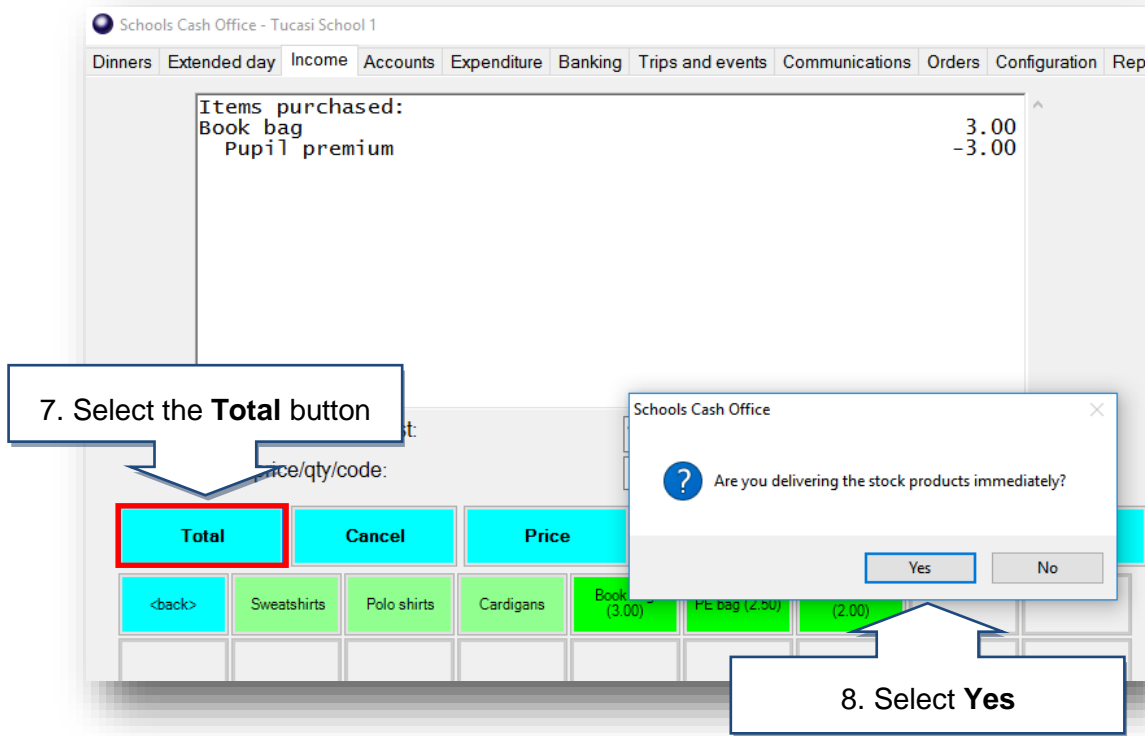 Schools Cash Office - Tucasi School 1
Dinners Extended day Income Accounts Expenditure Banking Trips and events Communications Orders Configuration Rep
Items purchased:
Book bag 3.00
Pupil premium -3.00
7. Select the Total button
Schools Cash Office
st:
price/qty/code:
Are you delivering the stock products immediately?
Yes No
Total Cancel Price
<back> Sweatshirts Polo shirts Cardigans Book (3.00) PE bag (2.50) (2.00)
8. Select Yes